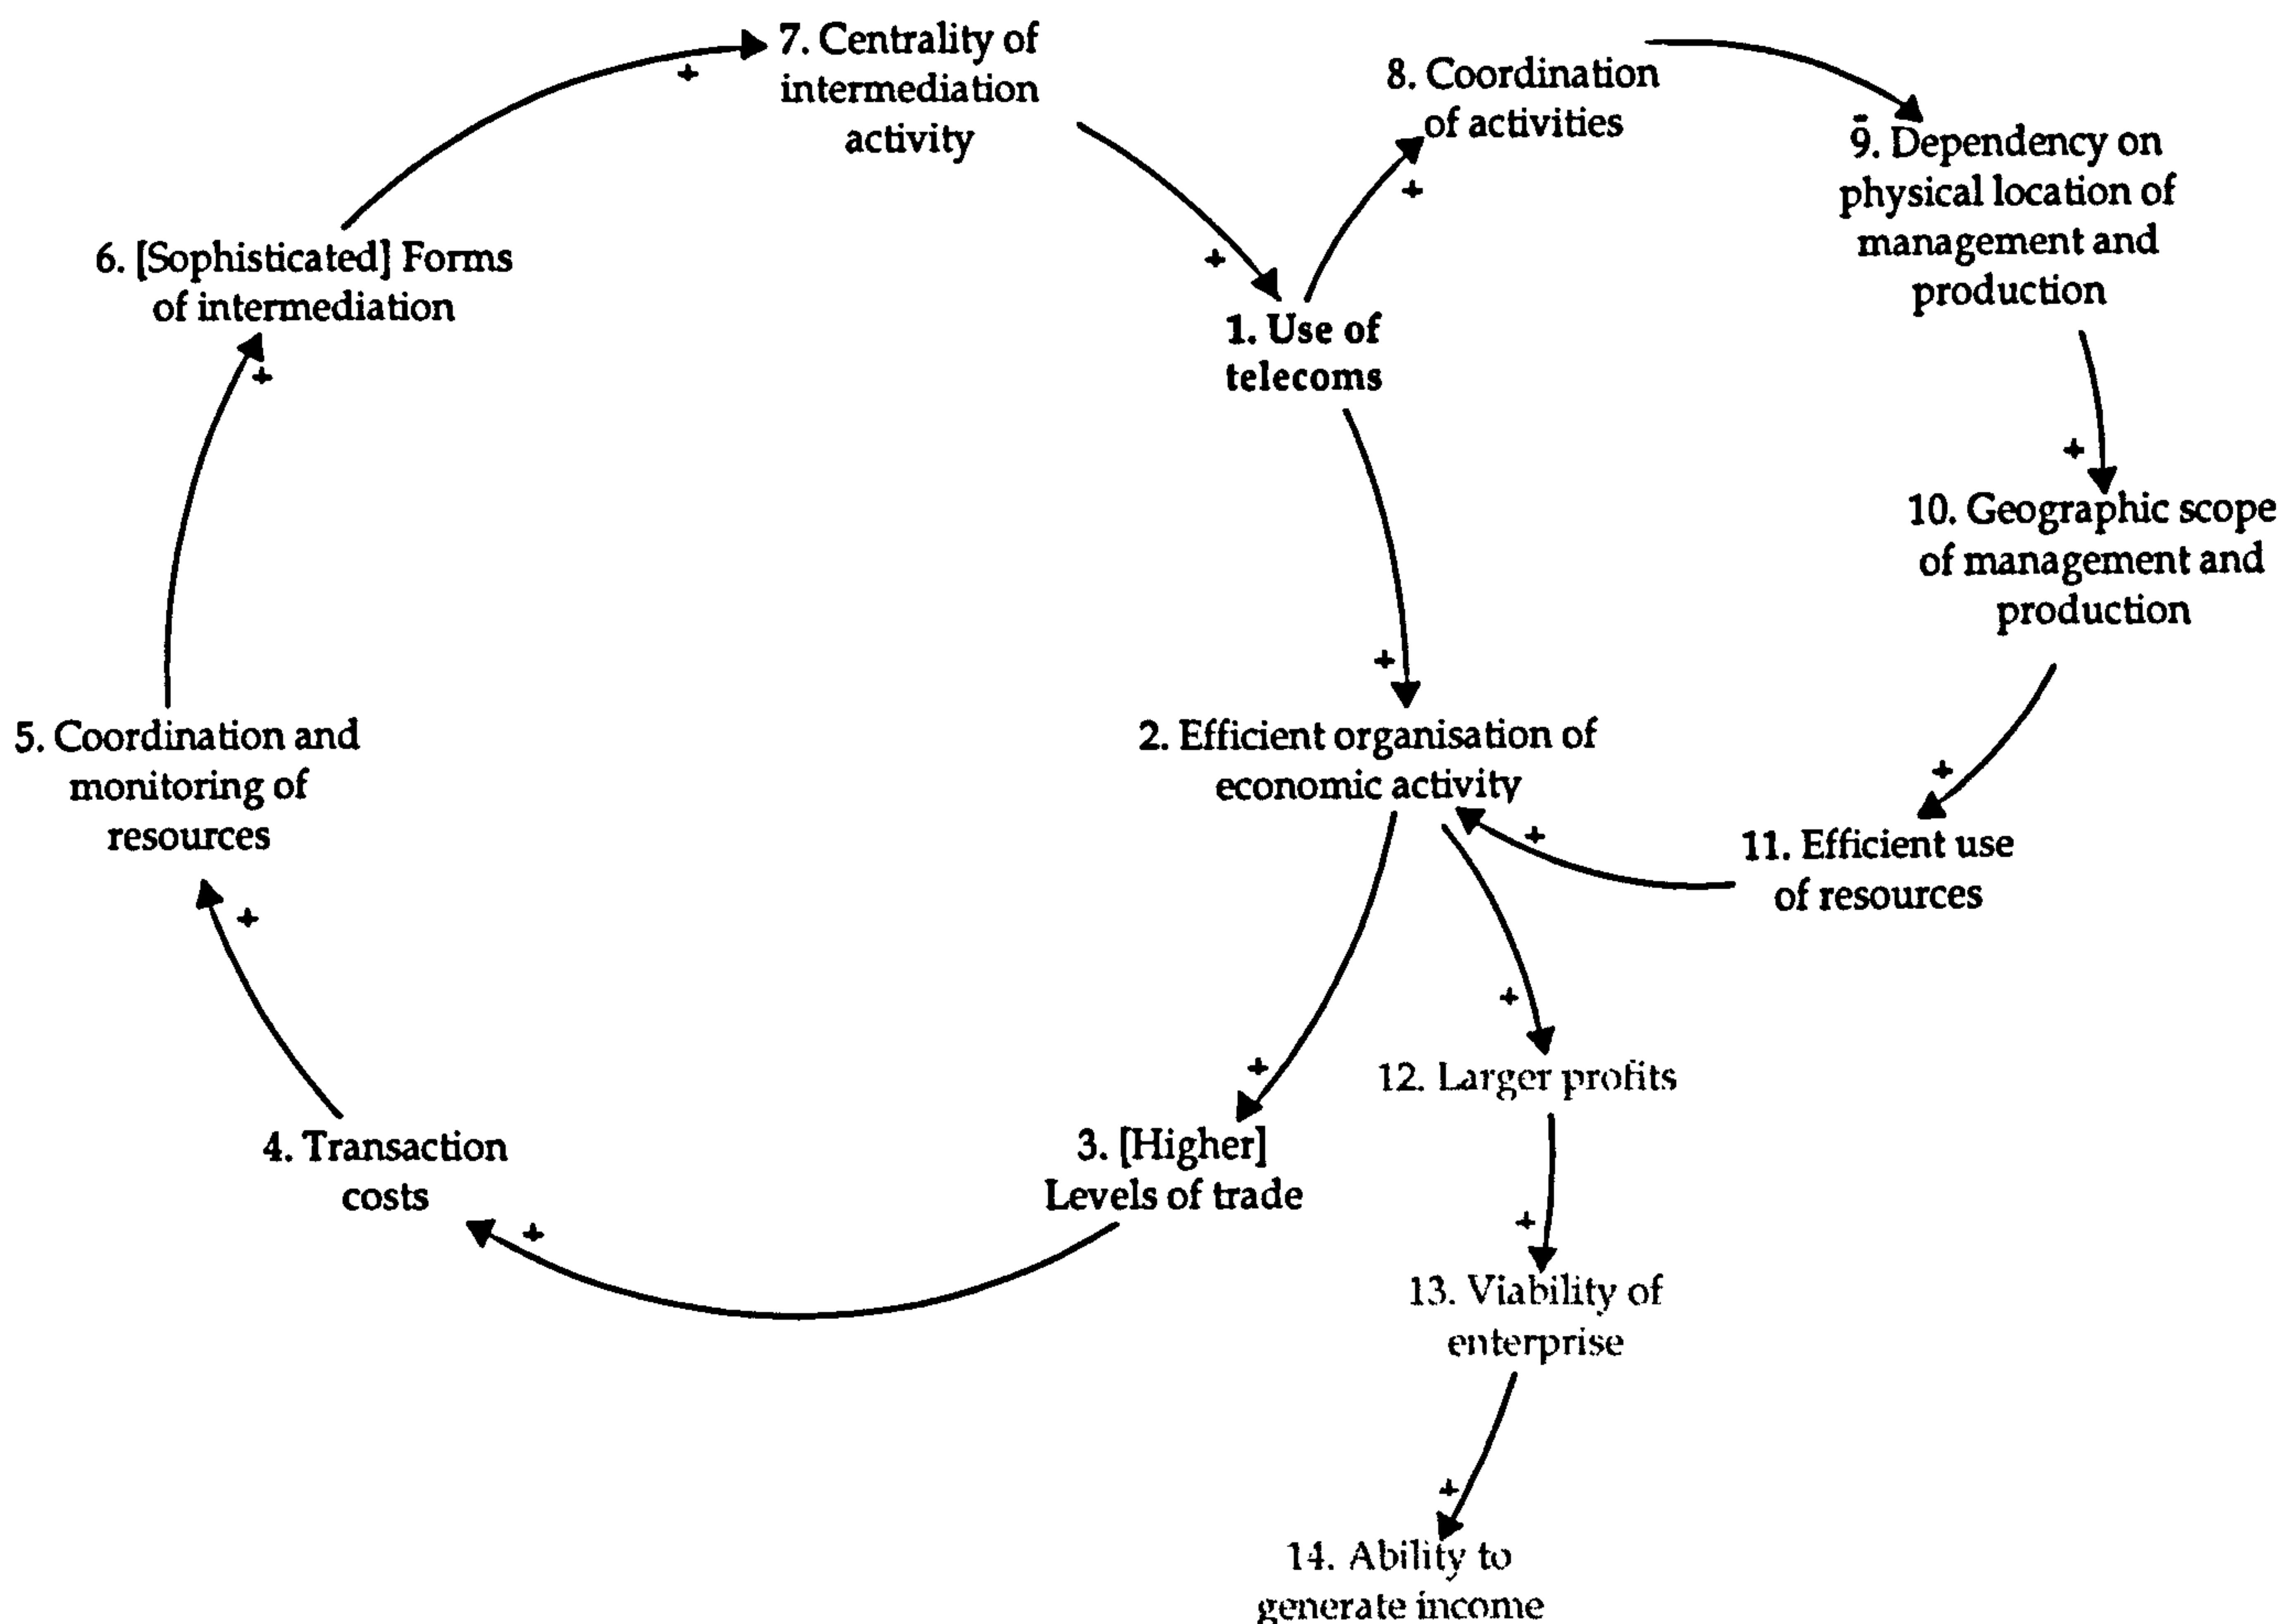 7. Centrality of
intermediation
activity
+
8. Coordination
of activities
+
-
9. Dependency on
physical location of
management and
production
6. [Sophisticated] Forms
of intermediation
+
+
1. Use of
telecoms
+
10. Geographic scope
of management and
production
+
5. Coordination and
monitoring of
resources
+
2. Efficient organisation of
economic activity
+
11. Efficient use
of resources
+
+
+
12. Larger profits
+
4. Transaction
costs
+
3. [Higher]
Levels of trade
+
13. Viability of
enterprise
+
14. Ability to
generate income